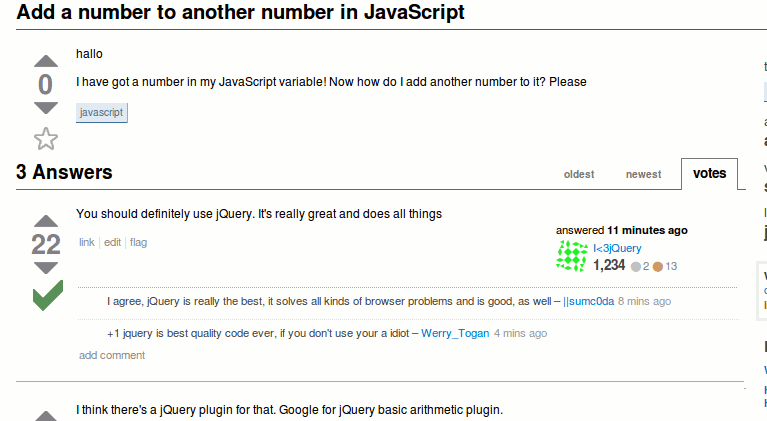 Add a number to another number in JavaScript
hallo
0
I have got a number in my JavaScript variable! Now how do I add another number to it? Please
javascript
3 Answers
oldest newest votes
You should definitely use jQuery. It's really great and does all things
22
link | edit | flag
answered 11 minutes ago
I<3jQuery
1,234 2 13
I agree, jQuery is really the best, it solves all kinds of browser problems and is good, as well – ||sumc0da 8 mins ago
+1 jquery is best quality code ever, if you don't use your a idiot – Werry_Togan 4 mins ago
add comment
I think there's a jQuery plugin for that. Google for jQuery basic arithmetic plugin.